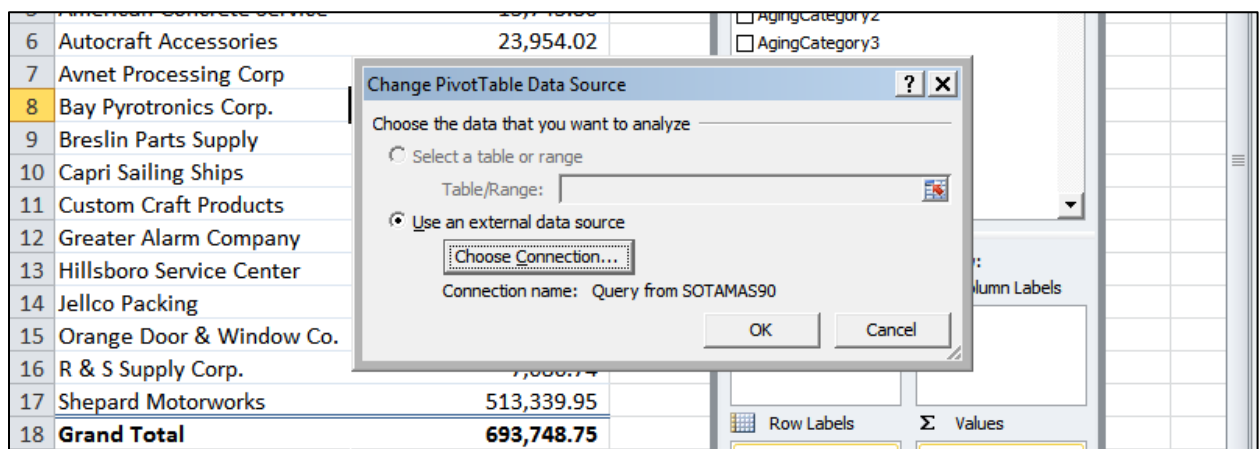 AgingCategory2
6 Autocraft Accessories 23,954.02
AgingCategory3
7 Avnet Processing Corp
Change PivotTable Data Source
8 Bay Pyrotronics Corp.
Choose the data that you want to analyze
9 Breslin Parts Supply
Select a table or range
10 Capri Sailing Ships
Table/Range:
11 Custom Craft Products
Use an external data source
12 Greater Alarm Company
Choose Connection...
13 Hillsboro Service Center
Connection name: Query from SOTAMAS90
14 Jellco Packing
OK Cancel
15 Orange Door & Window Co.
16 R & S Supply Corp.
17 Shepard Motorworks 513,339.95
Row Labels Σ Values
18 Grand Total 693,748.75